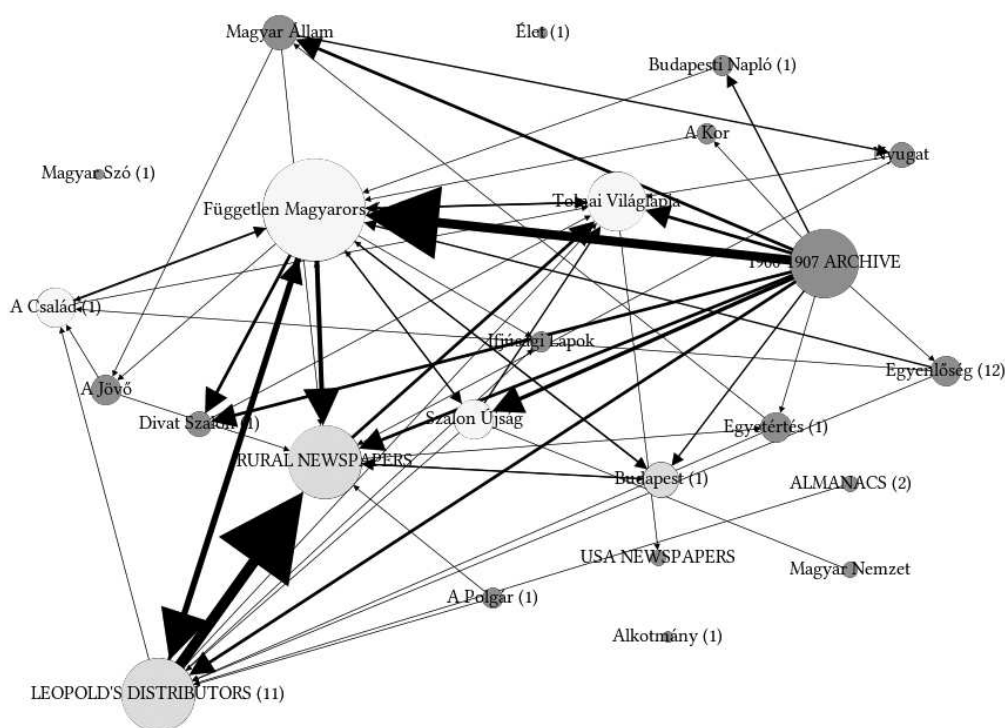 Magyar Állam
Élet (1)
Budapesti Napló (1)
A Kor
Nyugat
Magyar Szó (1)
Független Magyarors
Tolnai Világlapja
1906-1907 ARCHIVE
A Család (1)
Ifjúsági Lapok
Egyenlőség (12)
A Jövő
Divat Szalon (1)
Szalon Újság
Egyetértés (1)
RURAL NEWSPAPERS
Budapest (1)
ALMANACS (2)
USA NEWSPAPERS
Magyar Nemzet
A Polgár (1)
Alkotmány (1)
LEOPOLD'S DISTRIBUTORS (11)